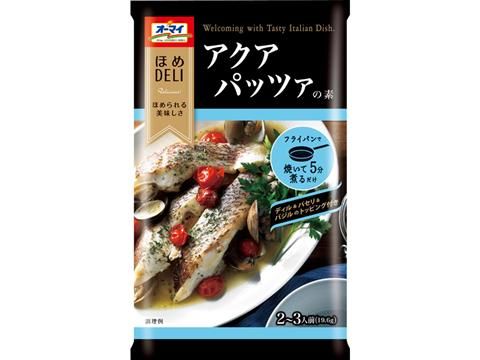 Welcoming with Tasty Italian Dish.
オーマイ
ほめ
DELI
Delicious!
ほめられる
美味しさ
アクア
パッツァの素
フライパンで
焼いて5分
煮るだけ
ディル&パセリ&
バジルのトッピング付き
調理例
2〜3人前(19.6g)